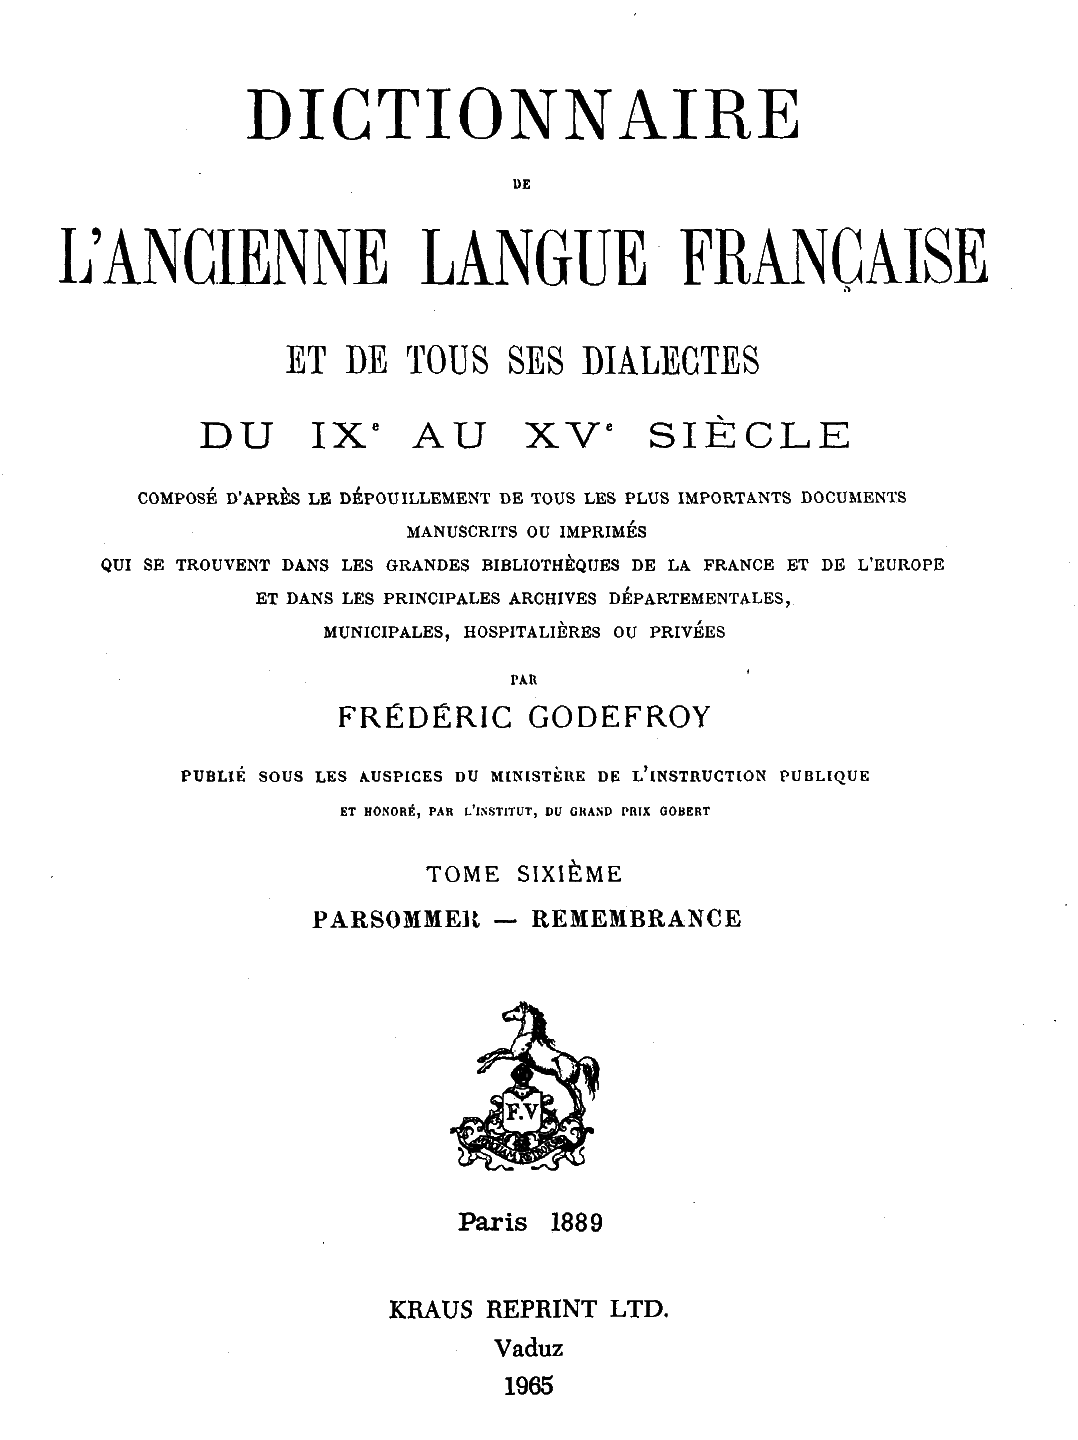 DICTIONNAIRE
DE
L'ANCIENNE LANGUE FRANÇAISE
ET DE TOUS SES DIALECTES
DU IXe AU XVe SIÈCLE
COMPOSÉ D'APRÈS LE DÉPOUILLEMENT DE TOUS LES PLUS IMPORTANTS DOCUMENTS
MANUSCRITS OU IMPRIMÉS
QUI SE TROUVENT DANS LES GRANDES BIBLIOTHÈQUES DE LA FRANCE ET DE L'EUROPE
ET DANS LES PRINCIPALES ARCHIVES DÉPARTEMENTALES,
MUNICIPALES, HOSPITALIÈRES OU PRIVÉES
PAR
FRÉDÉRIC GODEFROY
PUBLIÉ SOUS LES AUSPICES DU MINISTÈRE DE L'INSTRUCTION PUBLIQUE
ET HONORÉ, PAR L'INSTITUT, DU GRAND PRIX GOBERT
TOME SIXIÈME
PARSOMMER — REMEMBRANCE
F.V
Paris 1889
KRAUS REPRINT LTD.
Vaduz
1965